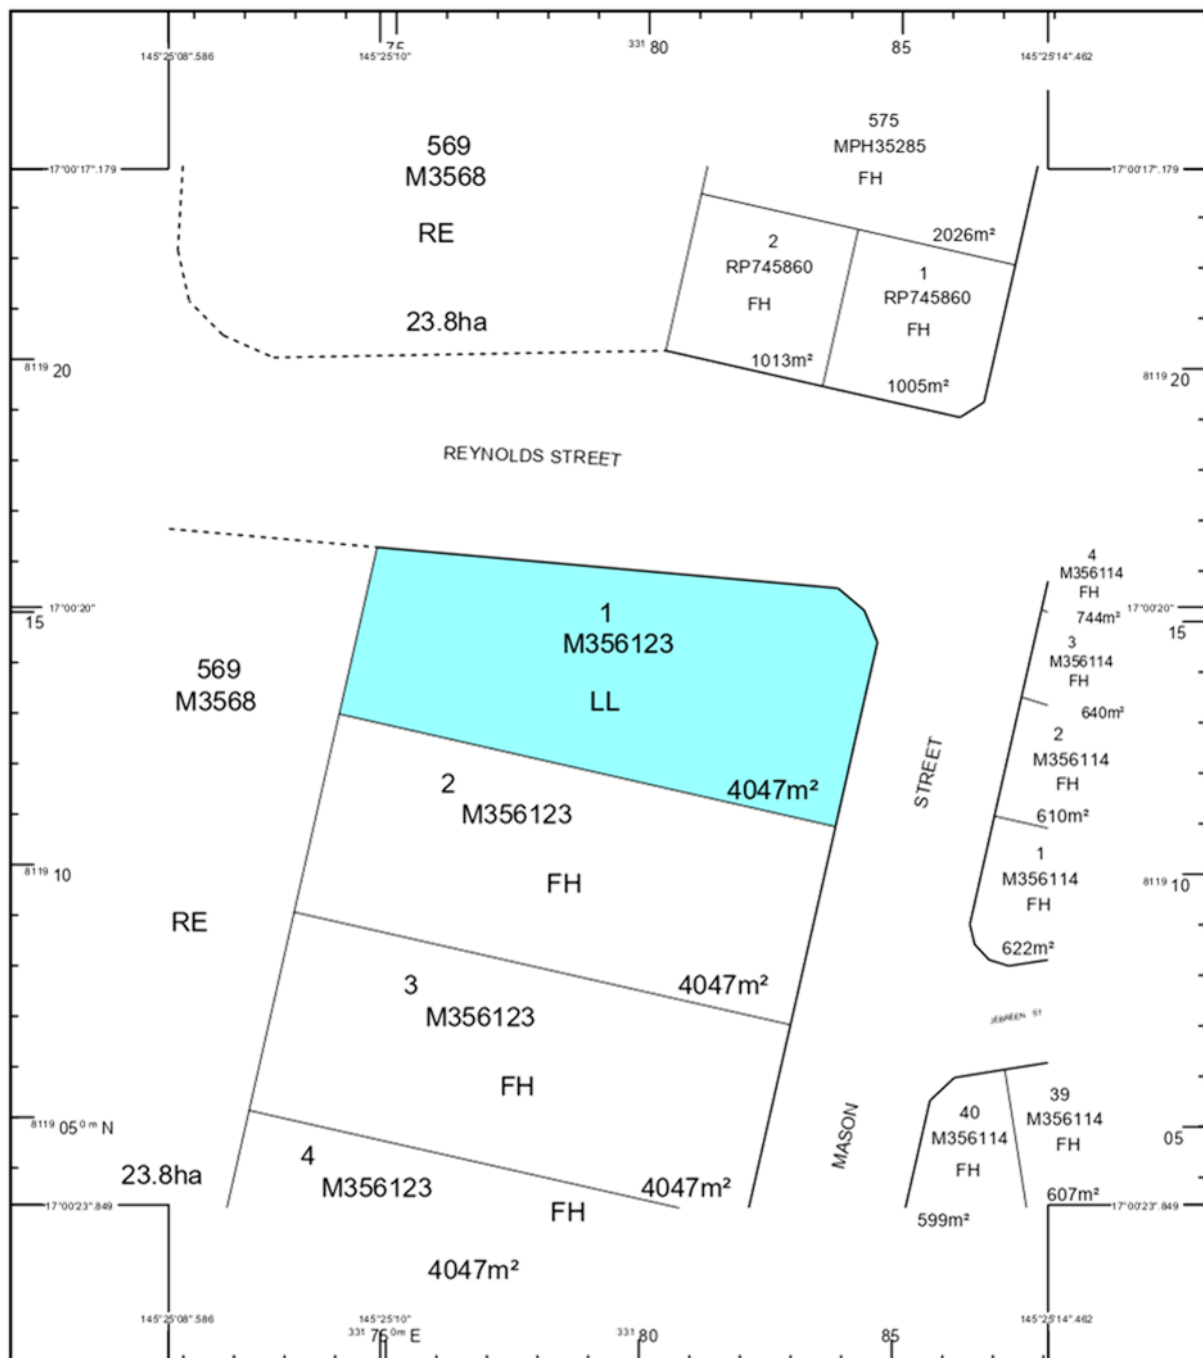 75
331 80
85
145°25'08".586
145°25'10"
145°25'14".462
575
MPH35285
FH
569
M3568
RE
17°00'17".179
17°00'17".179
2026m²
2
RP745860
FH
1
RP745860
FH
23.8ha
1013m²
1005m²
8119 20
8119 20
REYNOLDS STREET
4
M356114
FH
744m²
17°00'20"
17°00'20"
15
15
1
M356123
LL
4047m²
3
M356114
FH
640m²
569
M3568
2
M356114
FH
610m²
STREET
2
M356123
FH
4047m²
1
M356114
FH
622m²
8119 10
8119 10
RE
3
M356123
FH
4047m²
JEBREEN ST
MASON
40
M356114
FH
599m²
39
M356114
FH
607m²
8119 05 0 m N
05
23.8ha
4
M356123
FH
4047m²
17°00'23".849
17°00'23".849
145°25'08".586
145°25'10"
145°25'14".462
331 75 0m E
331 80
85